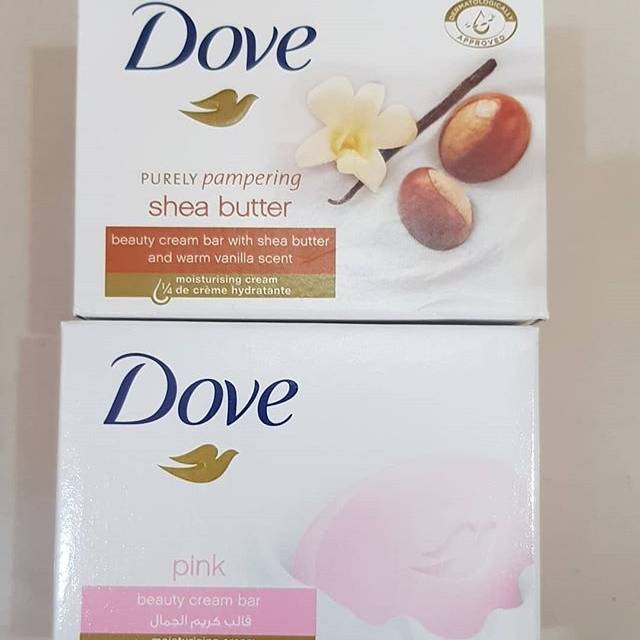 Dove
DERMATOLOGICALLY
APPROVED
PURELY pampering
shea butter
beauty cream bar with shea butter
and warm vanilla scent
¼ moisturising cream
de crème hydratante
Dove
pink
beauty cream bar
قالب كريم الجمال